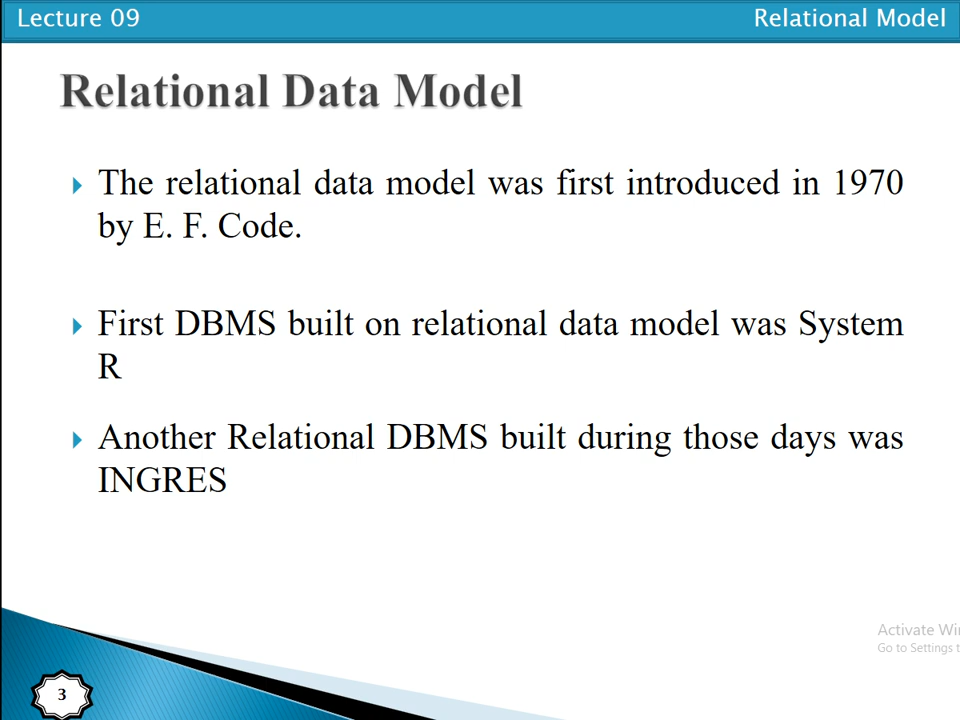 Lecture 09
Relational Model
Relational Data Model
The relational data model was first introduced in 1970
by E. F. Code.
First DBMS built on relational data model was System
R
Another Relational DBMS built during those days was
INGRES
Activate Wi
Go to Settings t
3